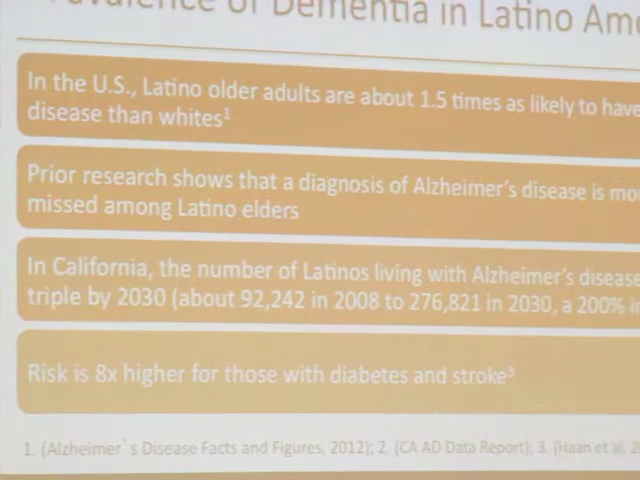 of Dementia in Latino Am
In the U.S., Latino older adults are about 1.5 times as likely to have
disease than whites¹
Prior research shows that a diagnosis of Alzheimer's disease is mo
missed among Latino elders
In California, the number of Latinos living with Alzheimer's disease
triple by 2030 (about 92,242 in 2008 to 276,821 in 2030, a 200%
Risk is 8x higher for those with diabetes and stroke³
1. (Alzheimer's Disease Facts and Figures, 2012); 2. (CA AD Data Report); 3. (Haan et al. 2